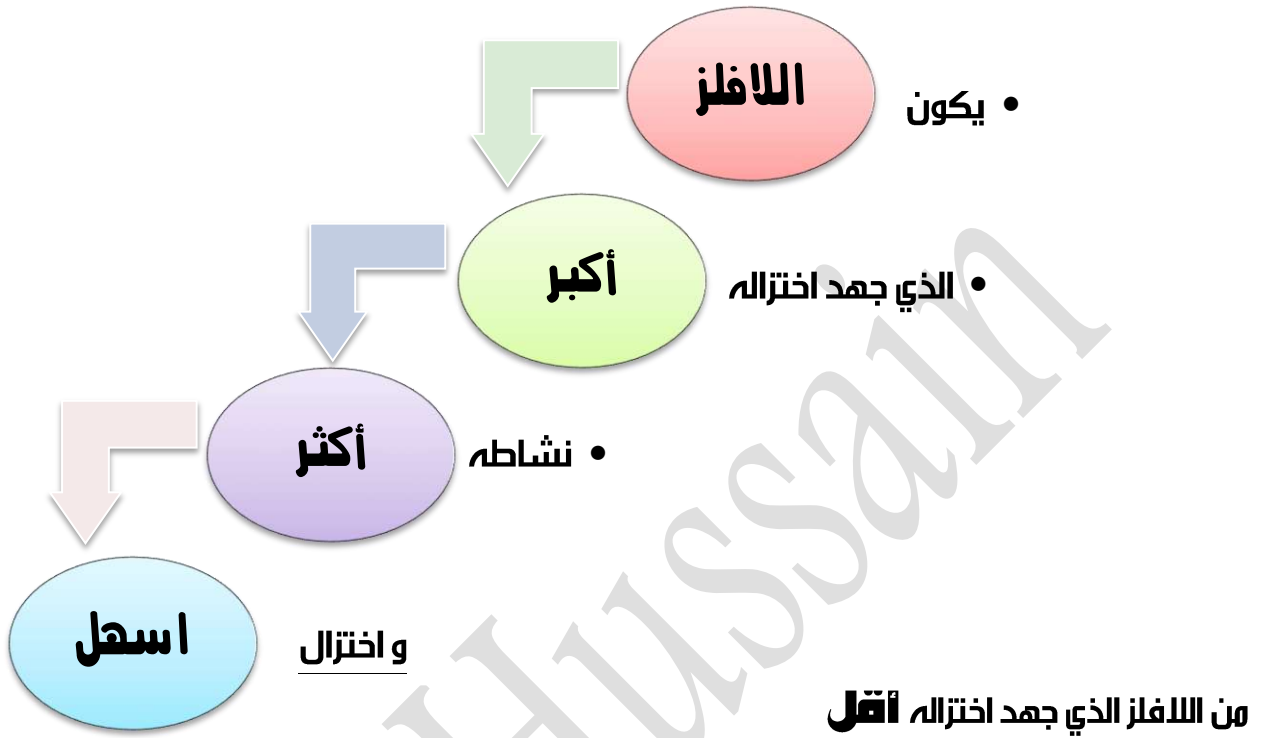 اللافلز
• يكون
أكبر
• الذي جهد اختزاله
أكثر
• نشاطه
اسهل
و اختزال
من اللافلز الذي جهد اختزاله أقل
Hussain